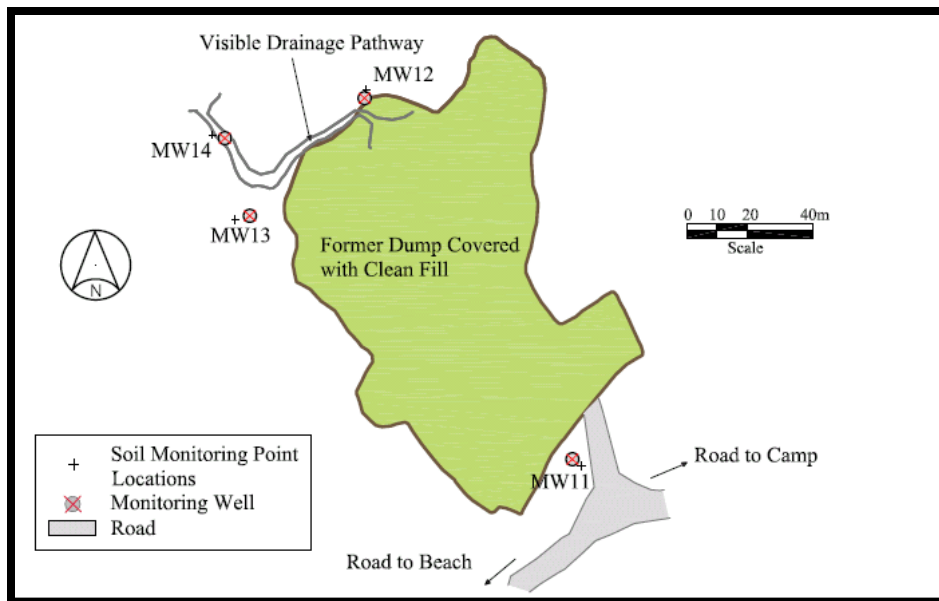 Visible Drainage Pathway
MW12
MW14
MW13
0 10 20 40m
Scale
Former Dump Covered
with Clean Fill
N
Soil Monitoring Point
Locations
Monitoring Well
Road
MW11
Road to Camp
Road to Beach